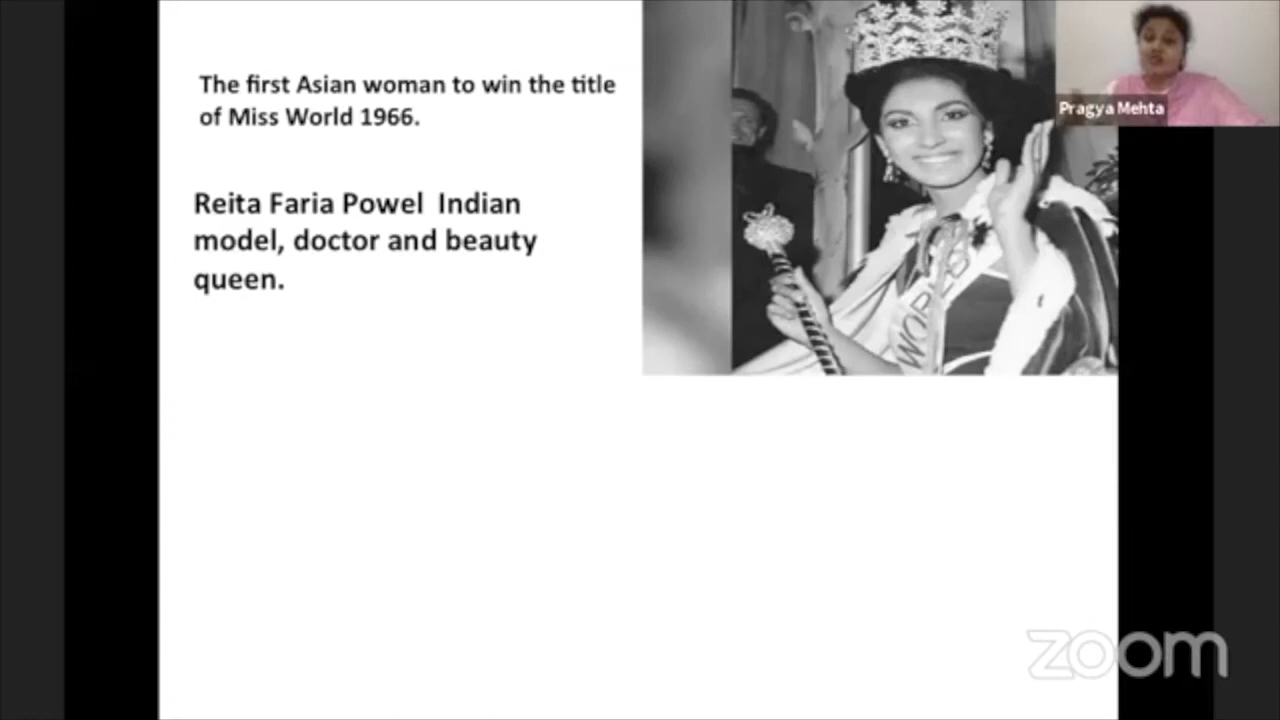 The first Asian woman to win the title
of Miss World 1966.
Reita Faria Powel Indian
model, doctor and beauty
queen.
WORLD
Pragya Mehta
zoom